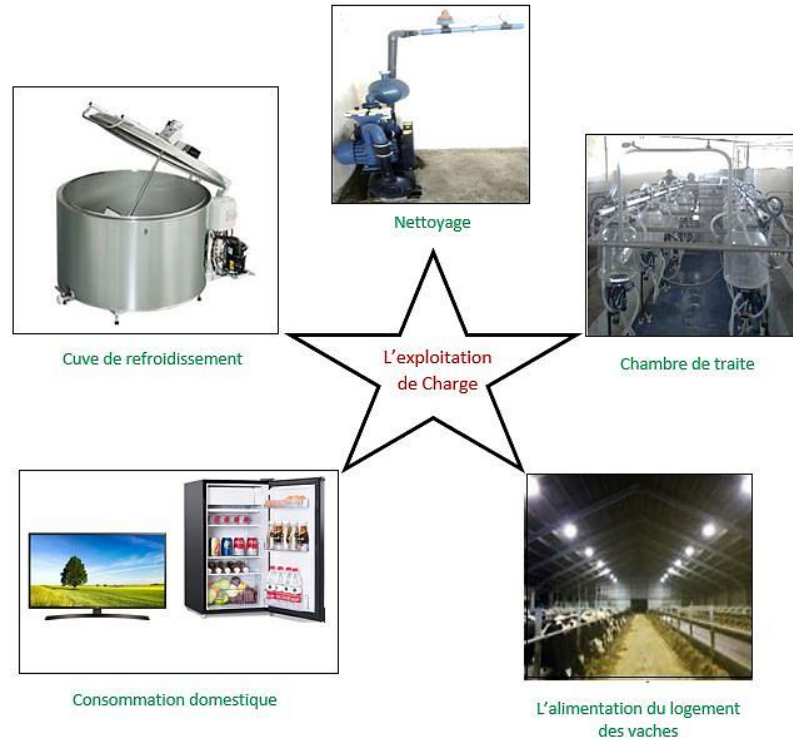 Nettoyage
Cuve de refroidissement
L'exploitation
de Charge
Chambre de traite
Consommation domestique
L'alimentation du logement
des vaches